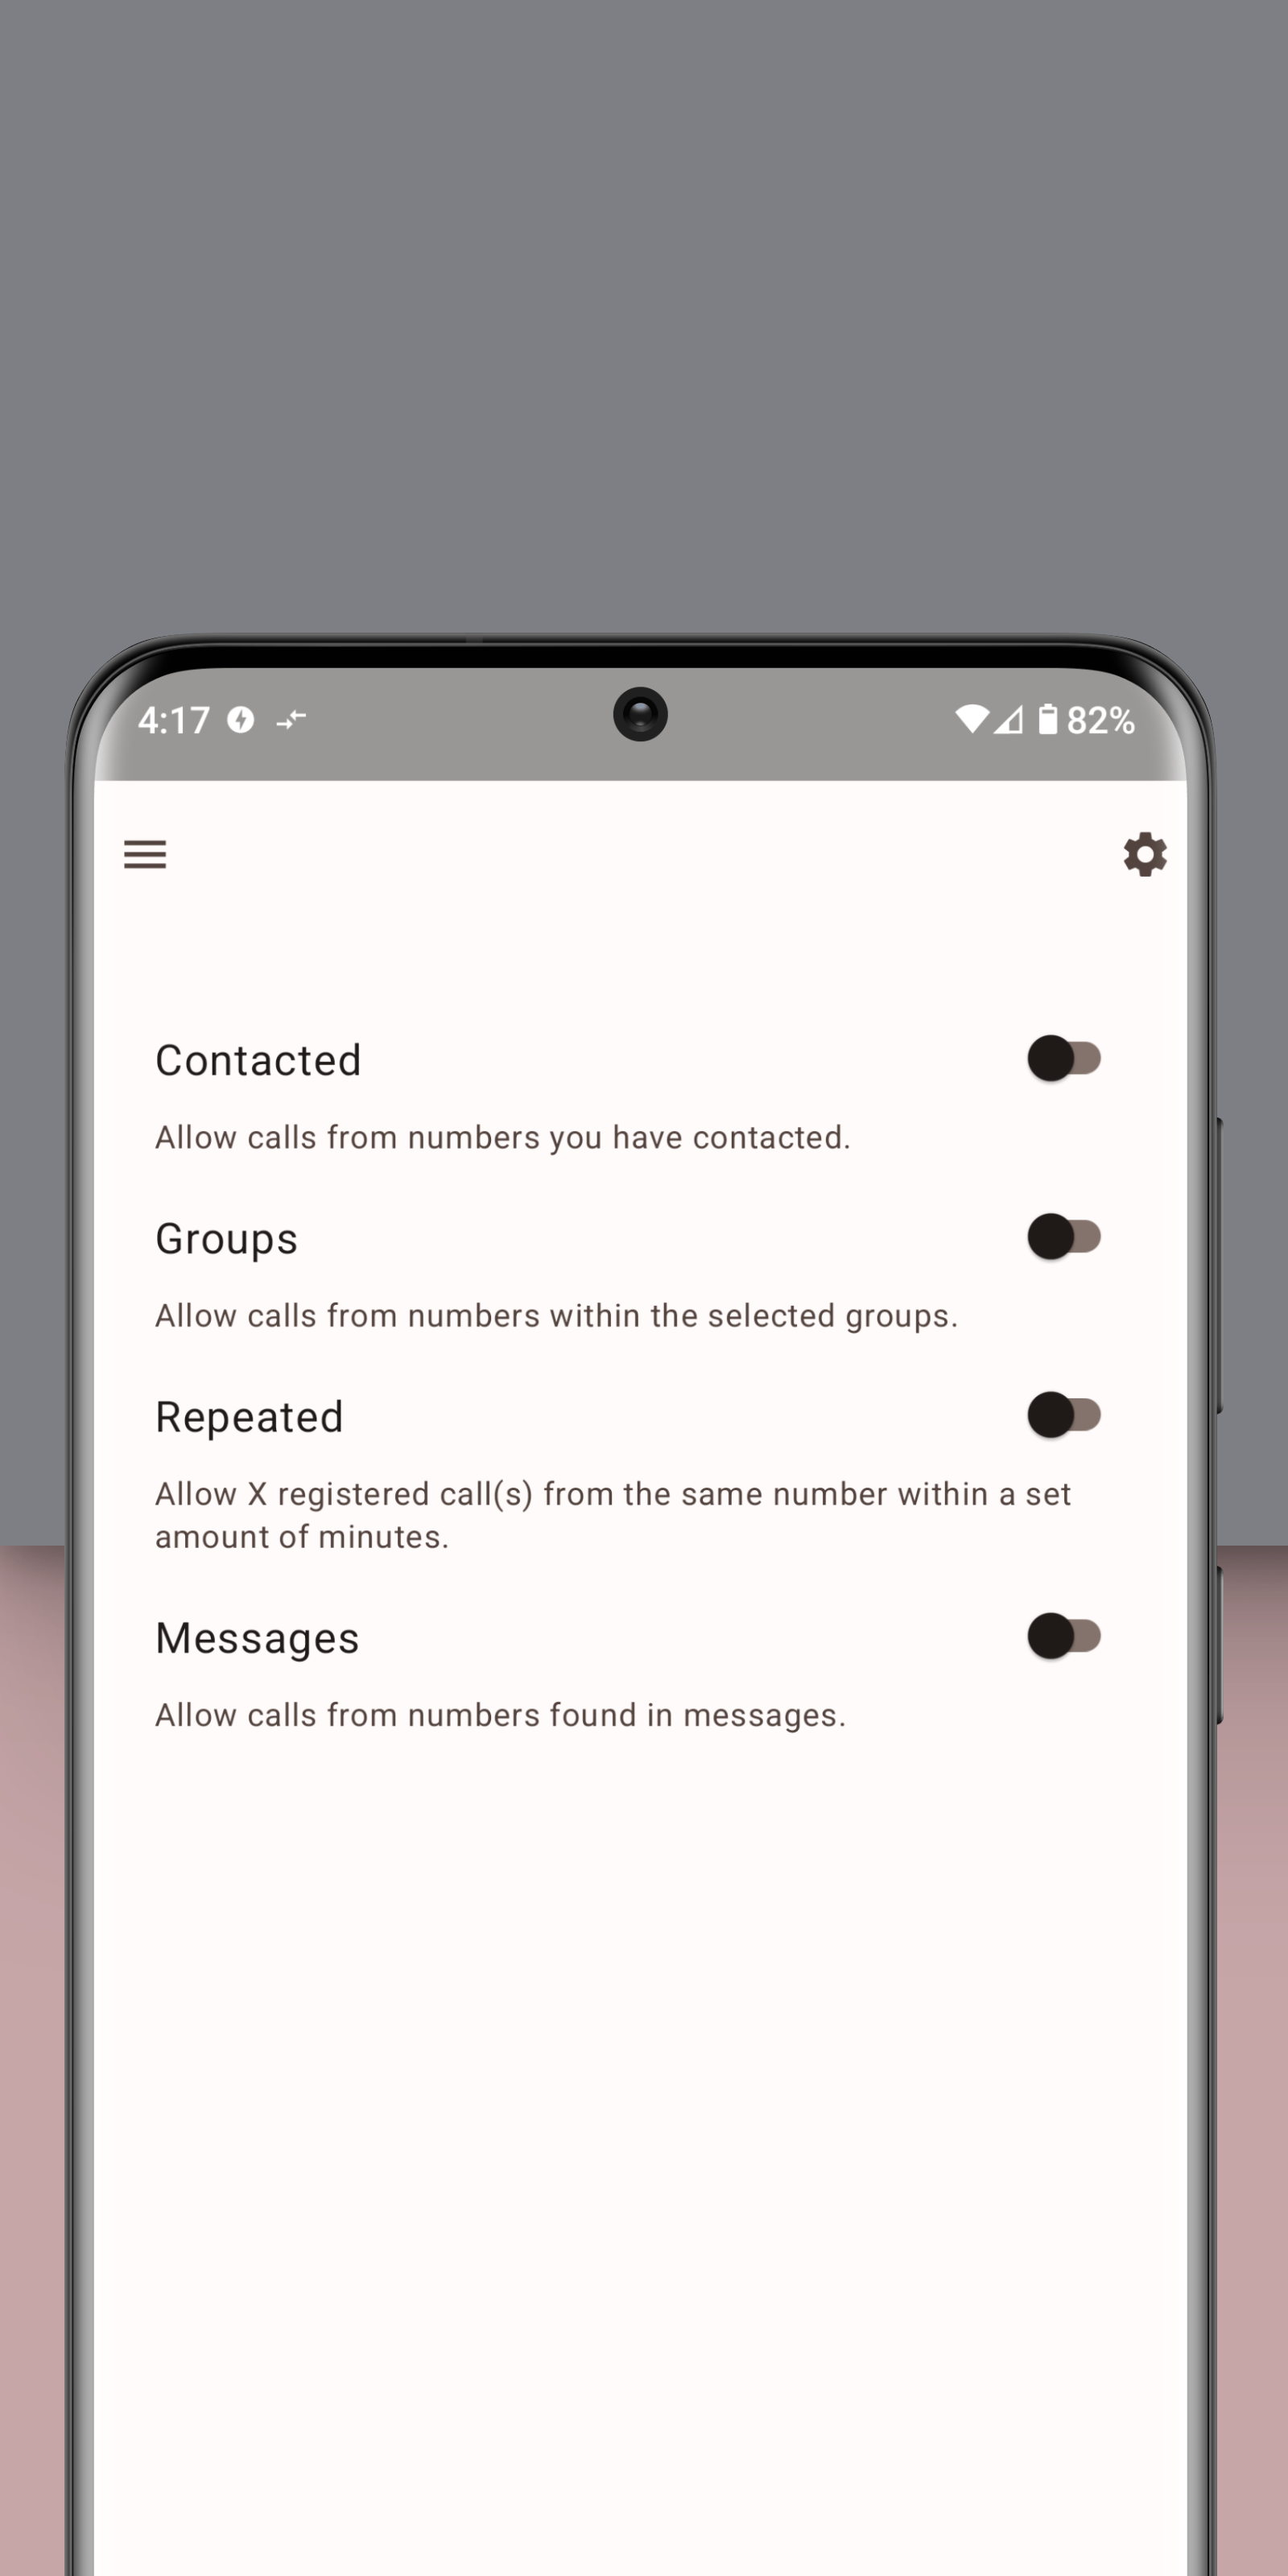 4:17
82%
Contacted
Allow calls from numbers you have contacted.
Groups
Allow calls from numbers within the selected groups.
Repeated
Allow X registered call(s) from the same number within a set
amount of minutes.
Messages
Allow calls from numbers found in messages.